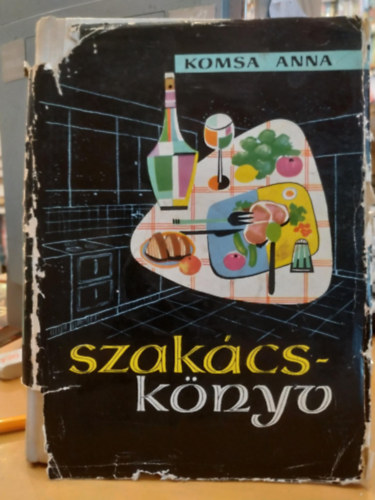 KOMSA ANNA
szakács-
könyv